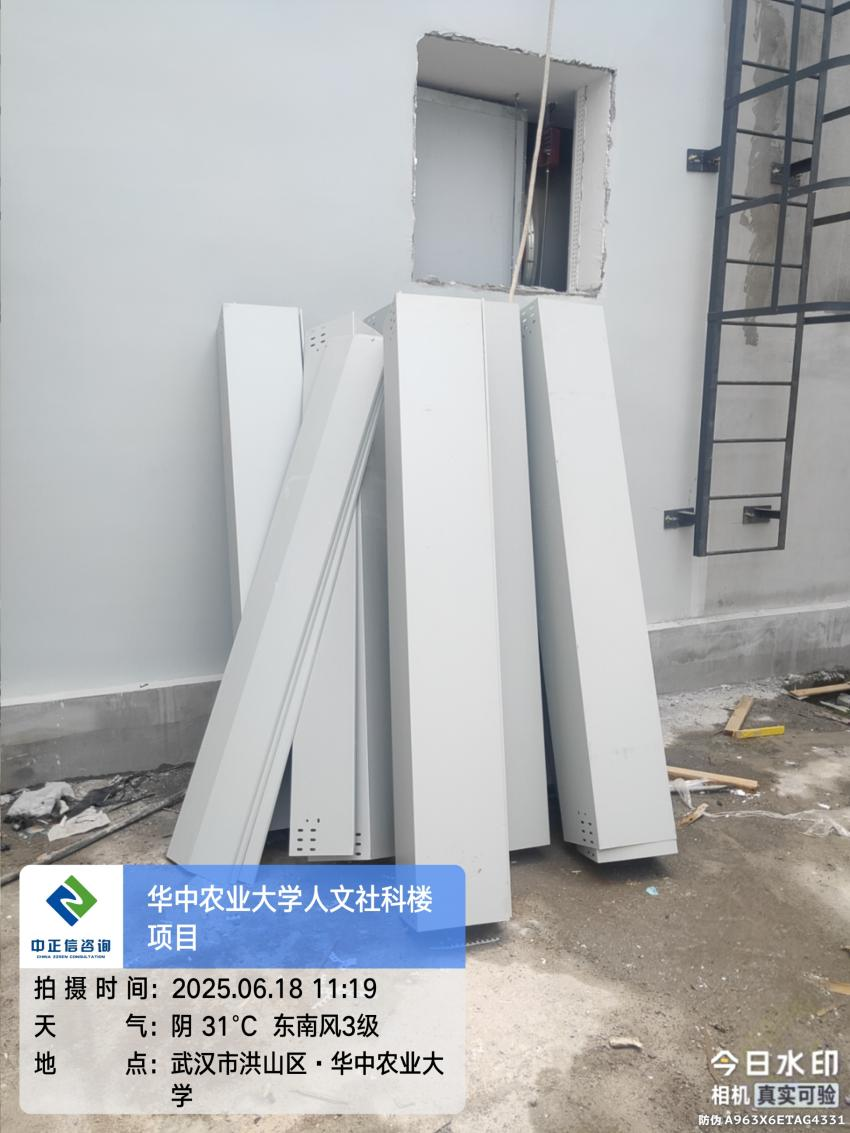 中正信咨询
CHINA ZZXIN CONSULTATION
华中农业大学人文社科楼
项目
拍摄时间：2025.06.18 11:19
天气：阴 31°C 东南风3级
地点：武汉市洪山区·华中农业大
学
今日水印
相机 真实可验
防伪 A963X6ETAG4331